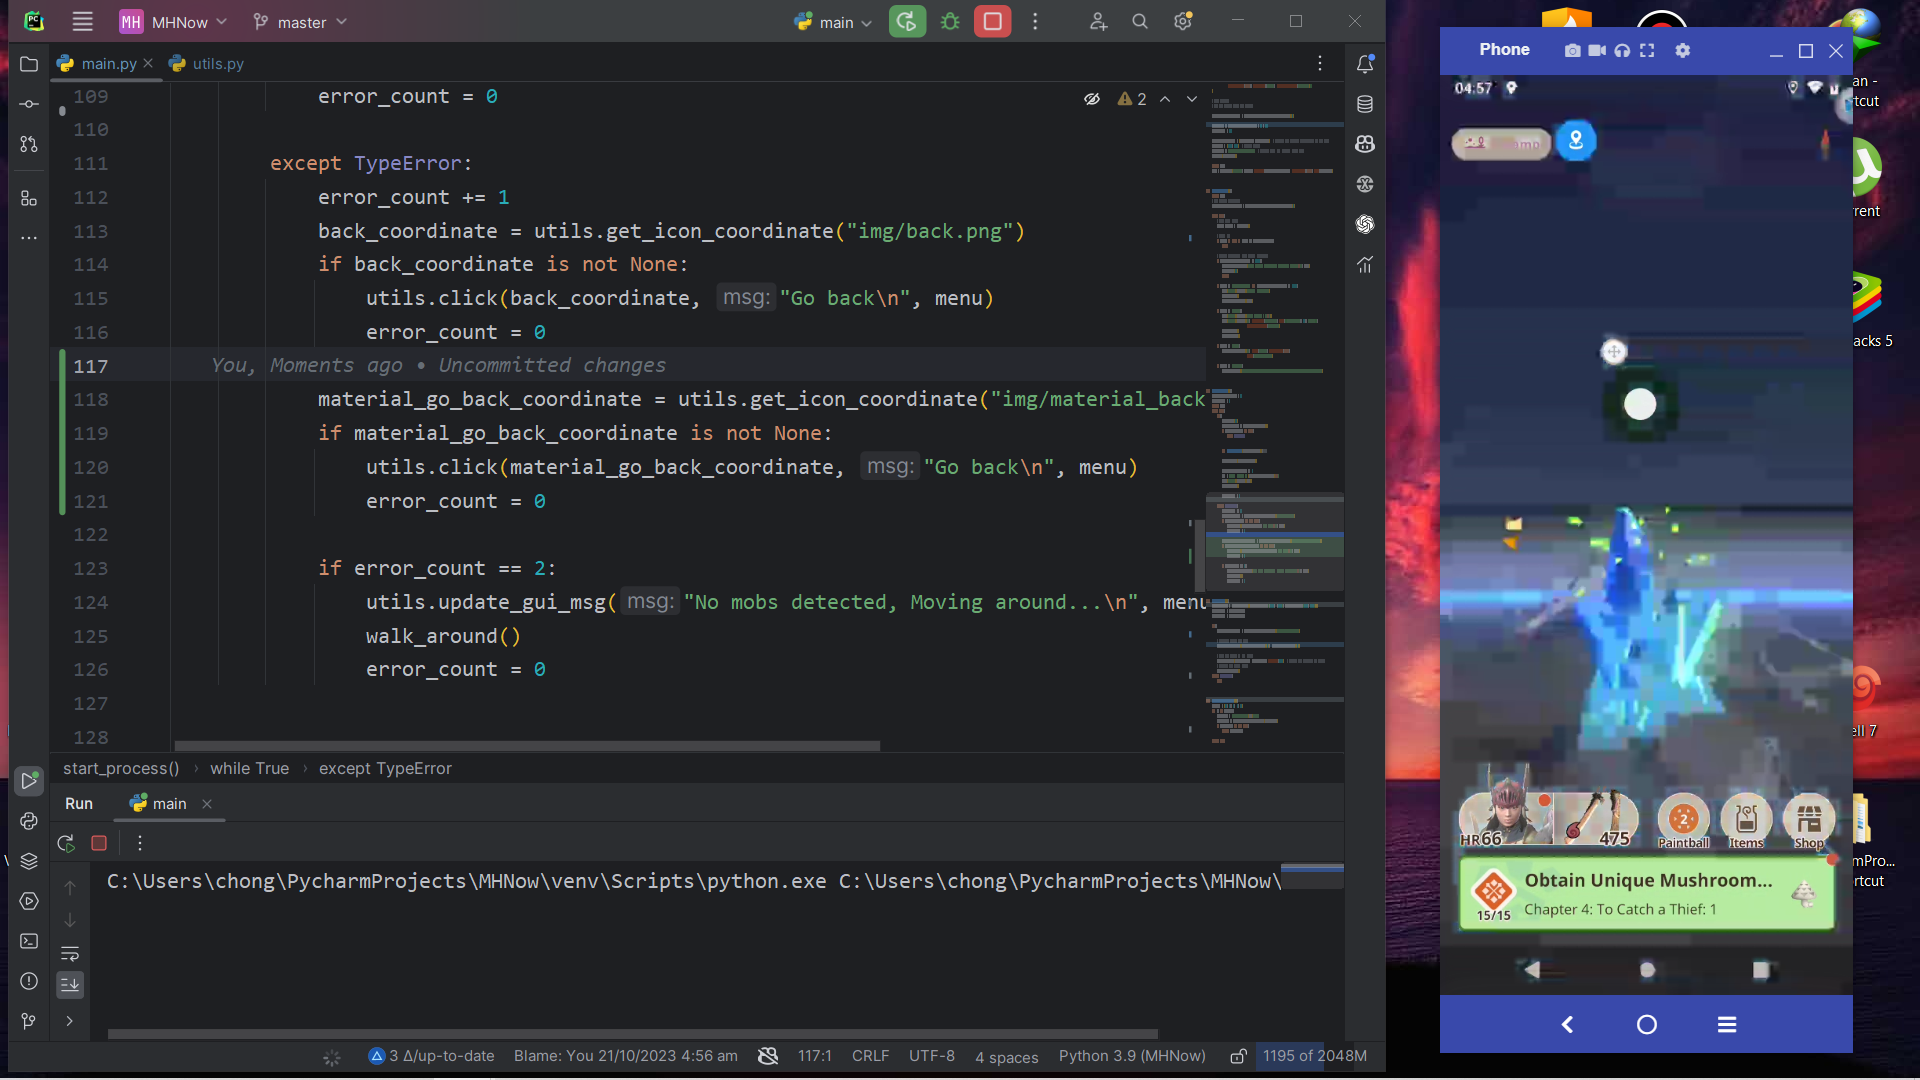 MH MHNow master main
main.py utils.py
2
109 error_count = 0
110
111 except TypeError:
112 error_count += 1
113 back_coordinate = utils.get_icon_coordinate("img/back.png")
114 if back_coordinate is not None:
115 utils.click(back_coordinate, msg: "Go back\n", menu)
116 error_count = 0
117 You, Moments ago • Uncommitted changes
118 material_go_back_coordinate = utils.get_icon_coordinate("img/material_back
119 if material_go_back_coordinate is not None:
120 utils.click(material_go_back_coordinate, msg: "Go back\n", menu)
121 error_count = 0
122
123 if error_count == 2:
124 utils.update_gui_msg( msg: "No mobs detected, Moving around...\n", menu
125 walk_around()
126 error_count = 0
127
128
start_process() › while True › except TypeError
Run main
C:\Users\chong\PycharmProjects\MHNow\venv\Scripts\python.exe C:\Users\chong\PycharmProjects\MHNow\
3 Δ/up-to-date Blame: You 21/10/2023 4:56 am 117:1 CRLF UTF-8 4 spaces Python 3.9 (MHNow) 1195 of 2048M
Phone
04:57
HR66 475 2 Paintball Items Shop
Obtain Unique Mushroom...
15/15 Chapter 4: To Catch a Thief: 1
an -
rtcut
rrent
acks 5
ell 7
mPro...
ortcut